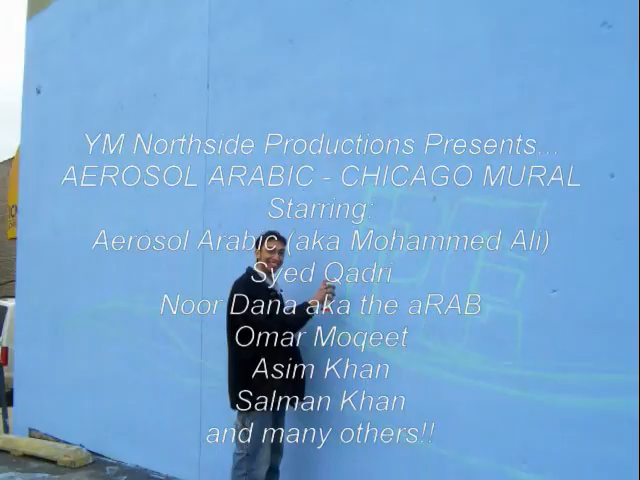 YM Northside Productions Presents...
AEROSOL ARABIC - CHICAGO MURAL
Starring:
Aerosol Arabic (aka Mohammed Ali)
Syed Qadri
Noor Dana aka the aRAB
Omar Moqeet
Asim Khan
Salman Khan
and many others!!